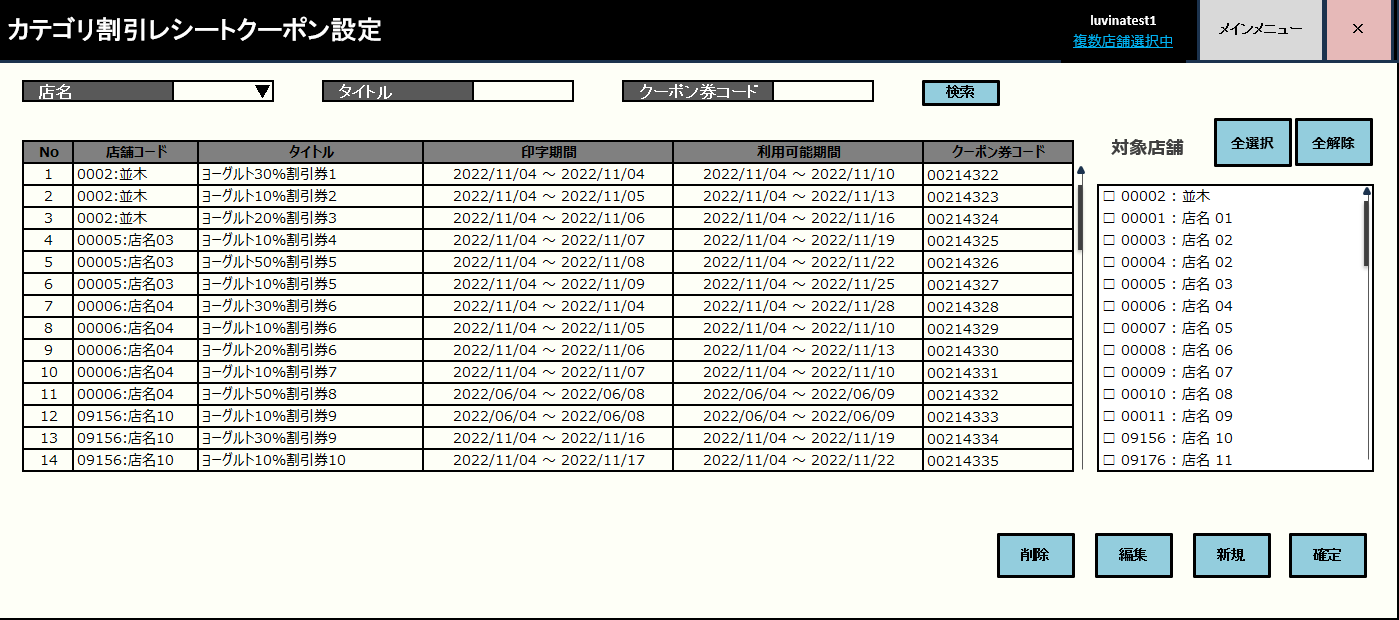 カテゴリ割引レシートクーポン設定
luvinatest1
複数店舗選択中
メインメニュー
×
店名 ▼
タイトル
クーポン券コード
検索
対象店舗
全選択
全解除
No 店舗コード タイトル 印字期間 利用可能期間 クーポン券コード
1 0002:並木 ヨーグルト30%割引券1 2022/11/04 ～ 2022/11/04 2022/11/04 ～ 2022/11/10 00214322
2 0002:並木 ヨーグルト10%割引券2 2022/11/04 ～ 2022/11/05 2022/11/04 ～ 2022/11/13 00214323
3 0002:並木 ヨーグルト20%割引券3 2022/11/04 ～ 2022/11/06 2022/11/04 ～ 2022/11/16 00214324
4 00005:店名03 ヨーグルト10%割引券4 2022/11/04 ～ 2022/11/07 2022/11/04 ～ 2022/11/19 00214325
5 00005:店名03 ヨーグルト50%割引券5 2022/11/04 ～ 2022/11/08 2022/11/04 ～ 2022/11/22 00214326
6 00005:店名03 ヨーグルト10%割引券5 2022/11/04 ～ 2022/11/09 2022/11/04 ～ 2022/11/25 00214327
7 00006:店名04 ヨーグルト30%割引券6 2022/11/04 ～ 2022/11/04 2022/11/04 ～ 2022/11/28 00214328
8 00006:店名04 ヨーグルト10%割引券6 2022/11/04 ～ 2022/11/05 2022/11/04 ～ 2022/11/10 00214329
9 00006:店名04 ヨーグルト20%割引券6 2022/11/04 ～ 2022/11/06 2022/11/04 ～ 2022/11/13 00214330
10 00006:店名04 ヨーグルト10%割引券7 2022/11/04 ～ 2022/11/07 2022/11/04 ～ 2022/11/10 00214331
11 00006:店名04 ヨーグルト50%割引券8 2022/06/04 ～ 2022/06/08 2022/06/04 ～ 2022/06/09 00214332
12 09156:店名10 ヨーグルト10%割引券9 2022/06/04 ～ 2022/06/08 2022/06/04 ～ 2022/06/09 00214333
13 09156:店名10 ヨーグルト30%割引券9 2022/11/04 ～ 2022/11/16 2022/11/04 ～ 2022/11/19 00214334
14 09156:店名10 ヨーグルト10%割引券10 2022/11/04 ～ 2022/11/17 2022/11/04 ～ 2022/11/22 00214335
□ 00002 : 並木
□ 00001 : 店名 01
□ 00003 : 店名 02
□ 00004 : 店名 02
□ 00005 : 店名 03
□ 00006 : 店名 04
□ 00007 : 店名 05
□ 00008 : 店名 06
□ 00009 : 店名 07
□ 00010 : 店名 08
□ 00011 : 店名 09
□ 09156 : 店名 10
□ 09176 : 店名 11
削除
編集
新規
確定